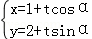 x=1+tcosα
y=2+tsinα